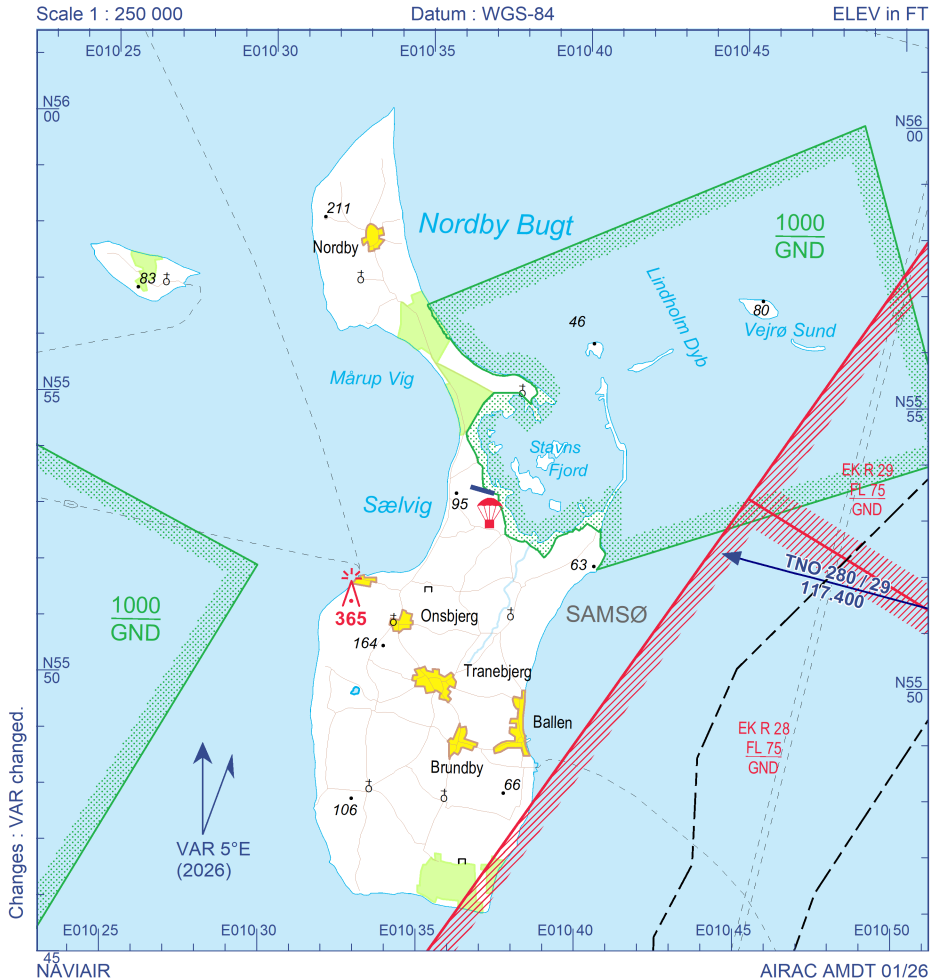 Scale 1 : 250 000
Datum : WGS-84
ELEV in FT
E010 25
E010 30
E010 35
E010 40
E010 45
N56
00
N56
00
211
Nordby Bugt
1000
GND
Nordby
83
Lindholm Dyb
80
46
Vejrø Sund
Mårup Vig
N55
55
N55
55
Stavns
Fjord
EK R 29
FL 75
GND
95
Sælvig
63
TNO 280 / 29
117.400
1000
GND
365
Onsbjerg
SAMSØ
164
N55
50
Tranebjerg
N55
50
Ballen
EK R 28
FL 75
GND
Brundby
66
106
VAR 5°E
(2026)
Changes : VAR changed.
E010 25
E010 30
E010 35
E010 40
E010 45
E010 50
45
NAVIAIR
AIRAC AMDT 01/26